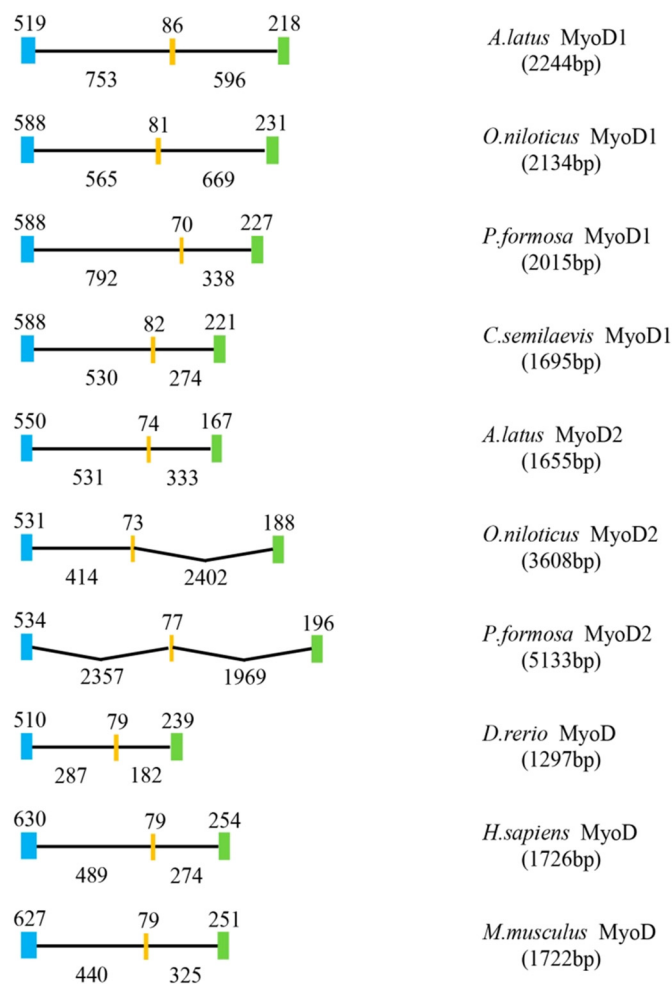 519 86 218
A.latus MyoD1
753 596
(2244bp)
588 81 231
O.niloticus MyoD1
565 669
(2134bp)
588 70 227
P.formosa MyoD1
792 338
(2015bp)
588 82 221
C.semilaevis MyoD1
530 274
(1695bp)
550 74 167
A.latus MyoD2
531 333
(1655bp)
531 73 188
O.niloticus MyoD2
414 2402
(3608bp)
534 77 196
P.formosa MyoD2
2357 1969
(5133bp)
510 79 239
D.rerio MyoD
287 182
(1297bp)
630 79 254
H.sapiens MyoD
489 274
(1726bp)
627 79 251
M.musculus MyoD
440 325
(1722bp)